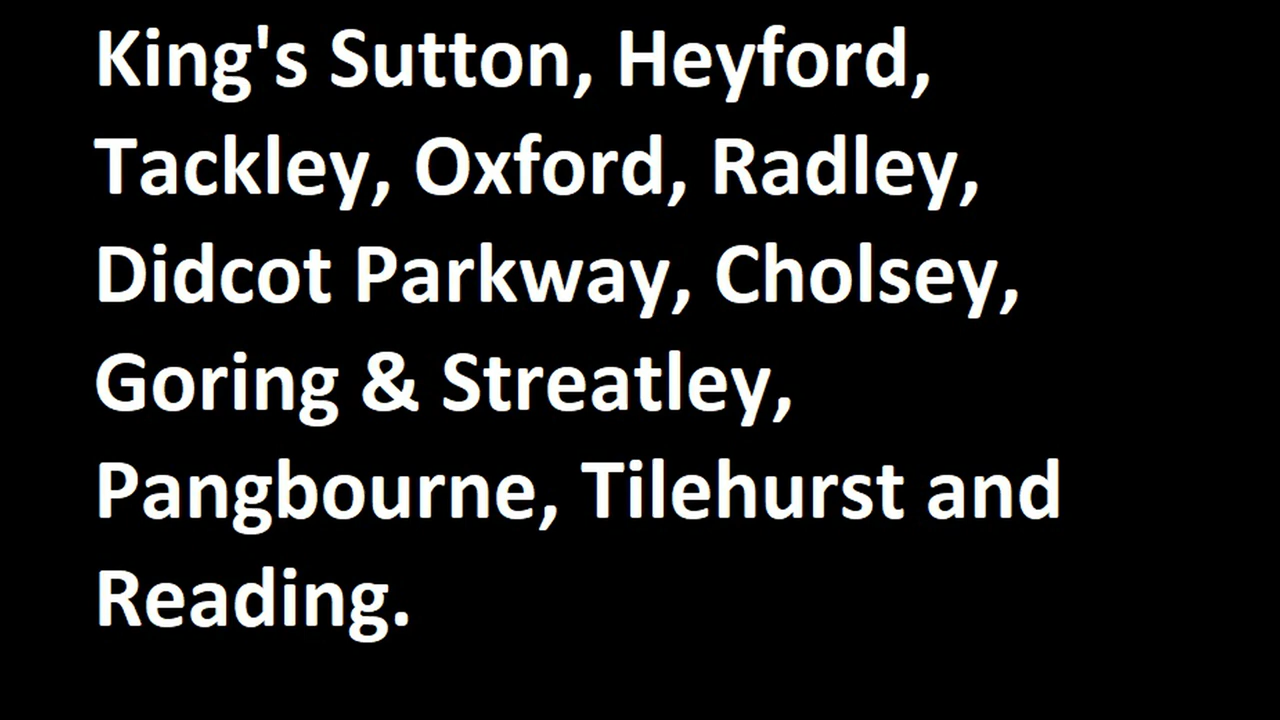 King's Sutton, Heyford,
Tackley, Oxford, Radley,
Didcot Parkway, Cholsey,
Goring & Streatley,
Pangbourne, Tilehurst and
Reading.